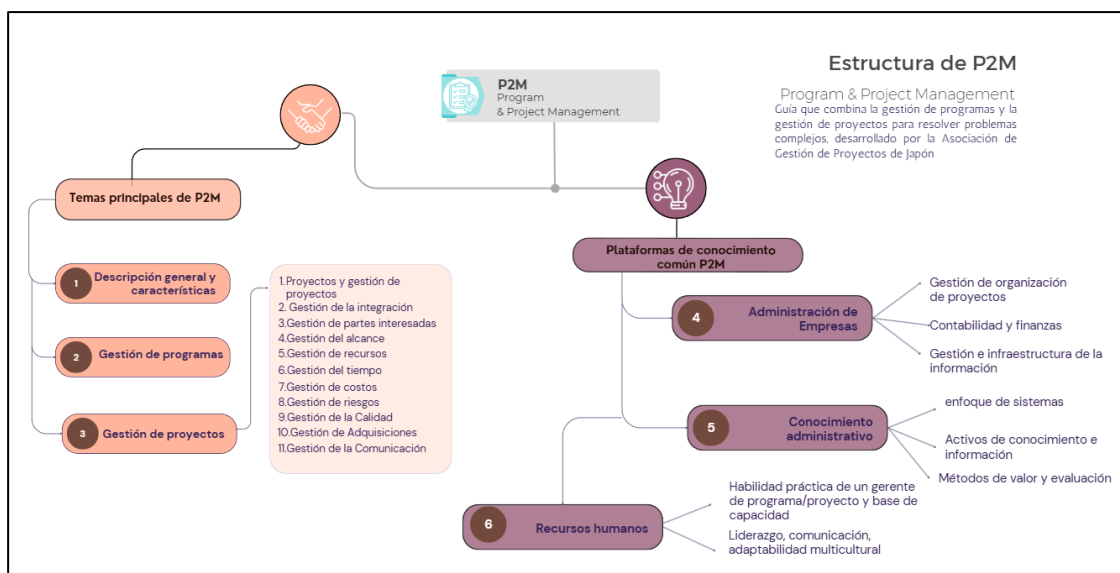 P2M
Program
& Project Management
Estructura de P2M
Program & Project Management
Guía que combina la gestión de programas y la
gestión de proyectos para resolver problemas
complejos, desarrollado por la Asociación de
Gestión de Proyectos de Japón
Temas principales de P2M
1
Descripción general y
características
2
Gestión de programas
3
Gestión de proyectos
1.Proyectos y gestión de
proyectos
2. Gestión de la integración
3.Gestión de partes interesadas
4.Gestión del alcance
5.Gestión de recursos
6.Gestión del tiempo
7.Gestión de costos
8.Gestión de riesgos
9.Gestión de la Calidad
10.Gestión de Adquisiciones
11.Gestión de la Comunicación
Plataformas de conocimiento
común P2M
4
Administración de
Empresas
Gestión de organización
de proyectos
Contabilidad y finanzas
Gestión e infraestructura de la
información
5
Conocimiento
administrativo
enfoque de sistemas
Activos de conocimiento e
información
Métodos de valor y evaluación
6
Recursos humanos
Habilidad práctica de un gerente
de programa/proyecto y base de
capacidad
Liderazgo, comunicación,
adaptabilidad multicultural